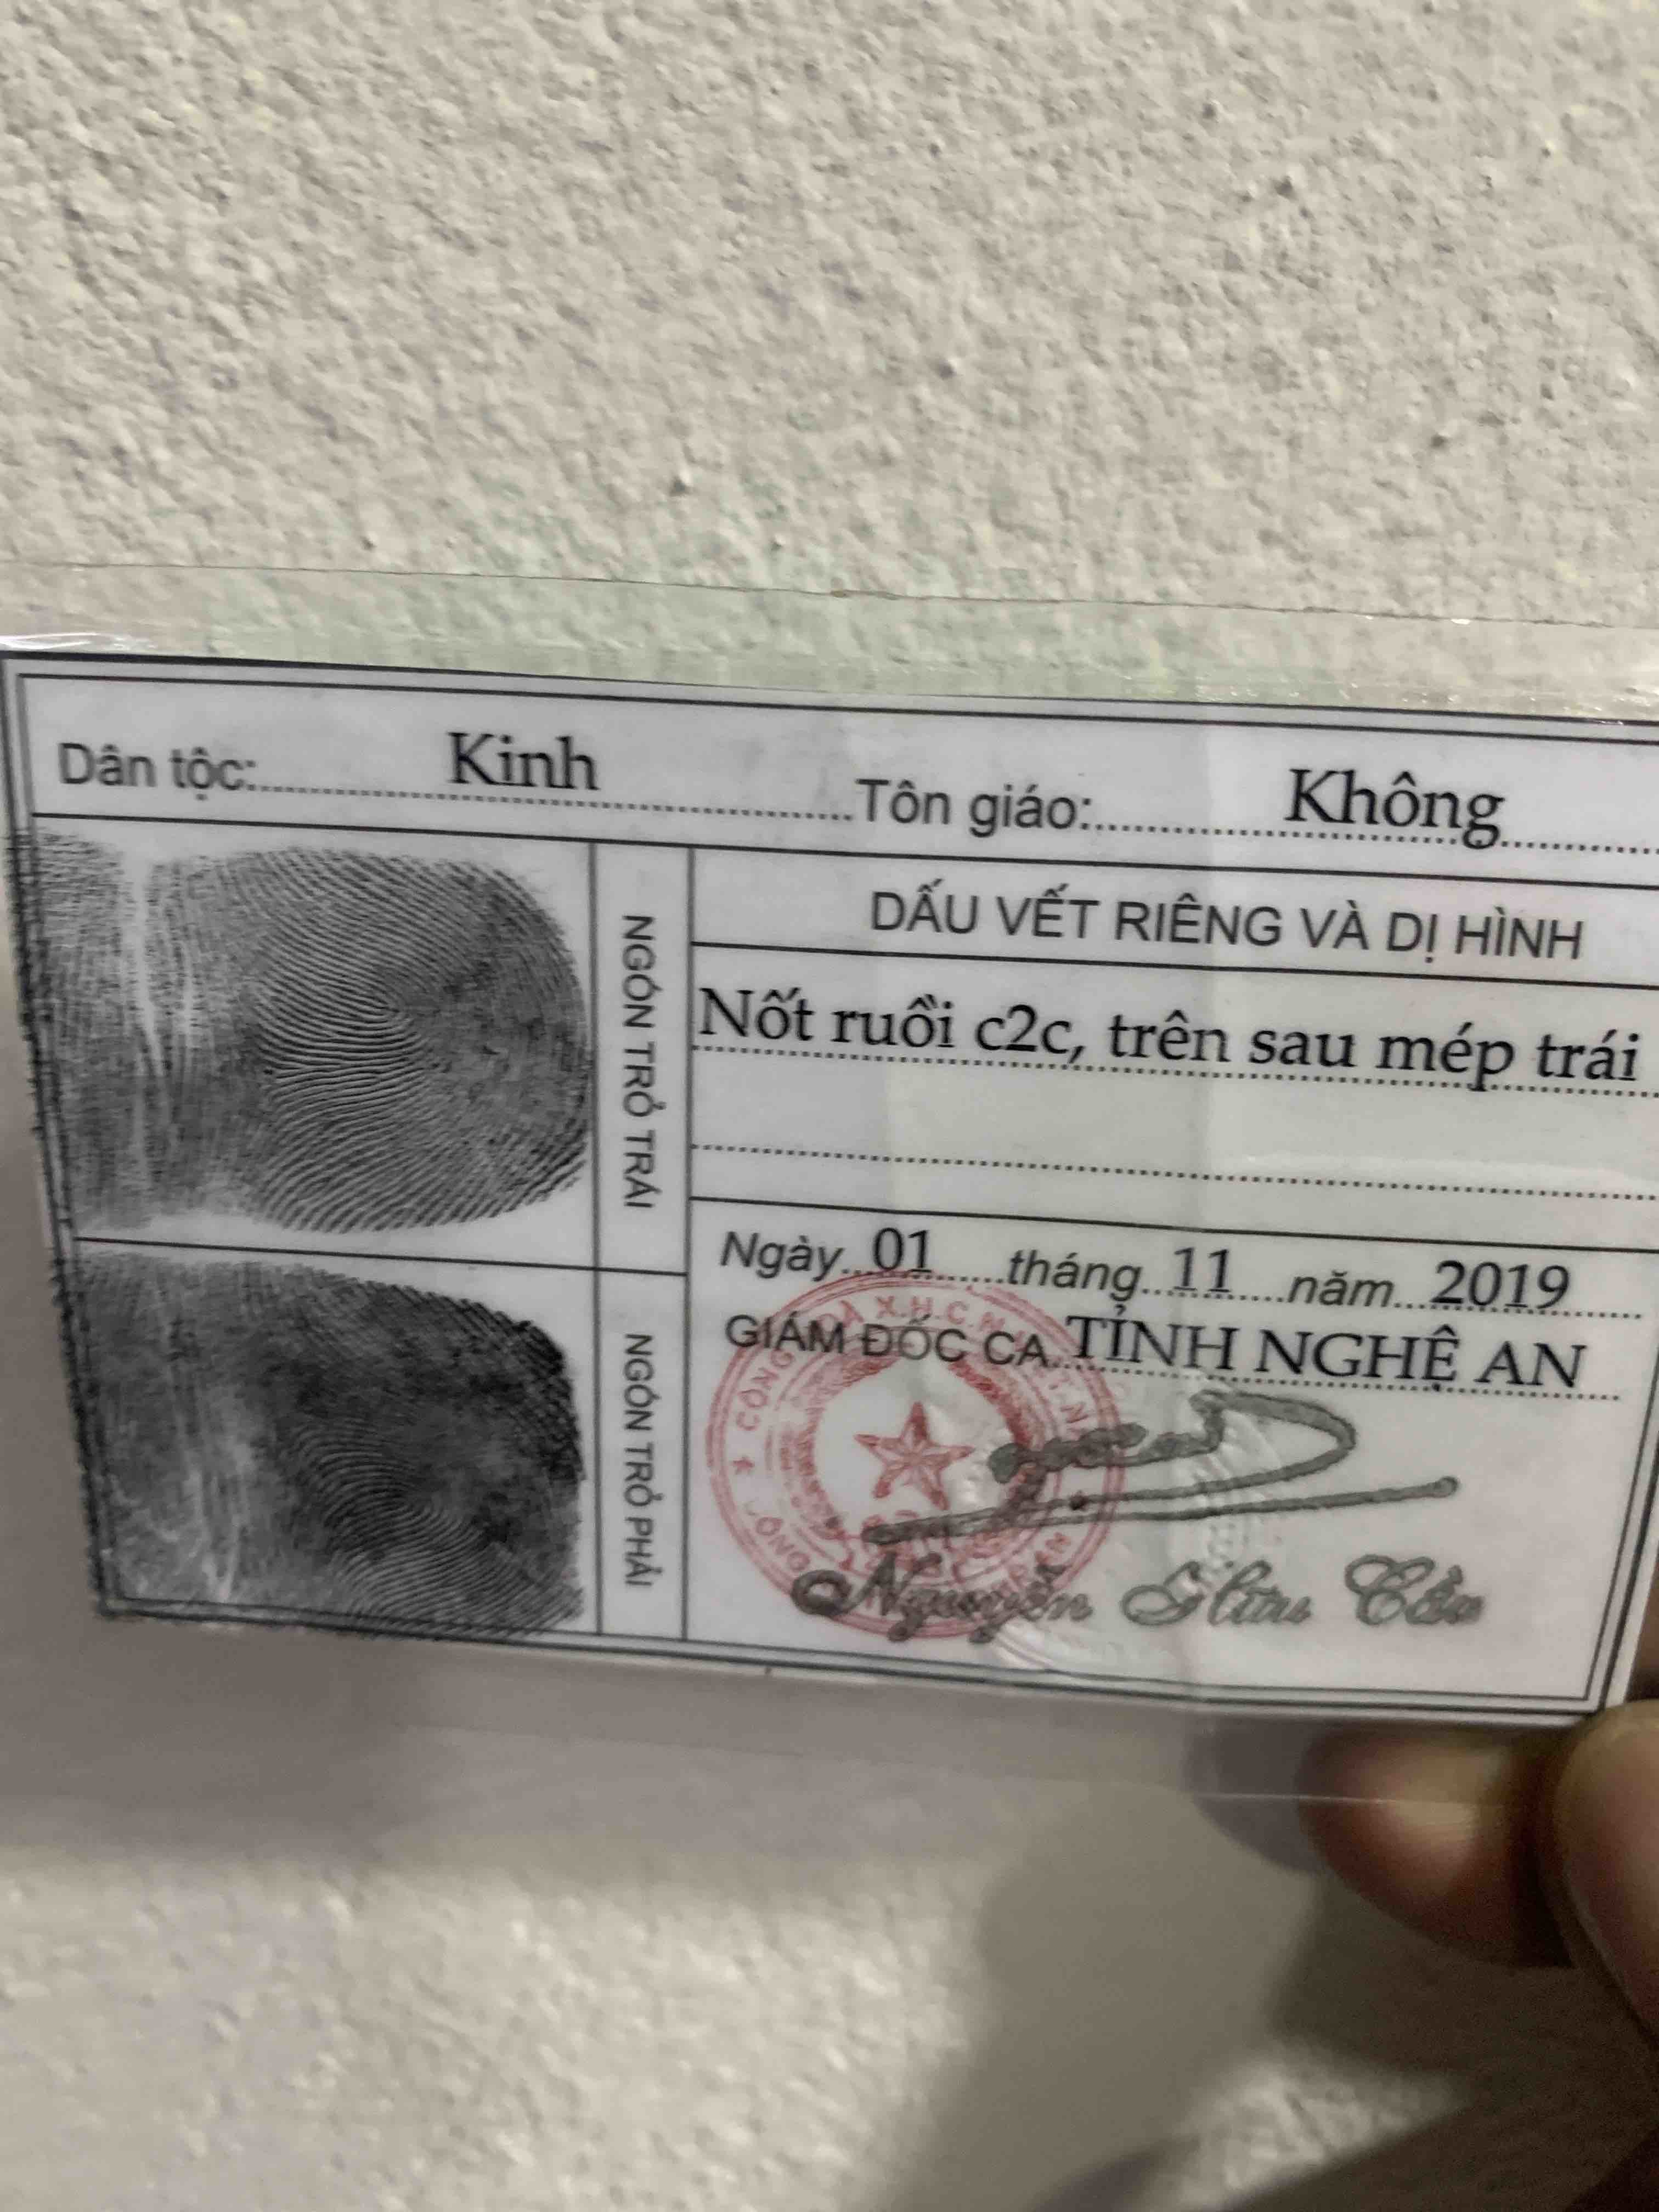 Dân tộc: Kinh Tôn giáo: Không
NGÓN TRỎ TRÁI
DẤU VẾT RIÊNG VÀ DỊ HÌNH
Nốt ruồi c2c, trên sau mép trái
NGÓN TRỎ PHẢI
Ngày 01 tháng 11 năm 2019
GIÁM ĐỐC CA TỈNH NGHỆ AN
Nguyễn Hữu Cầu